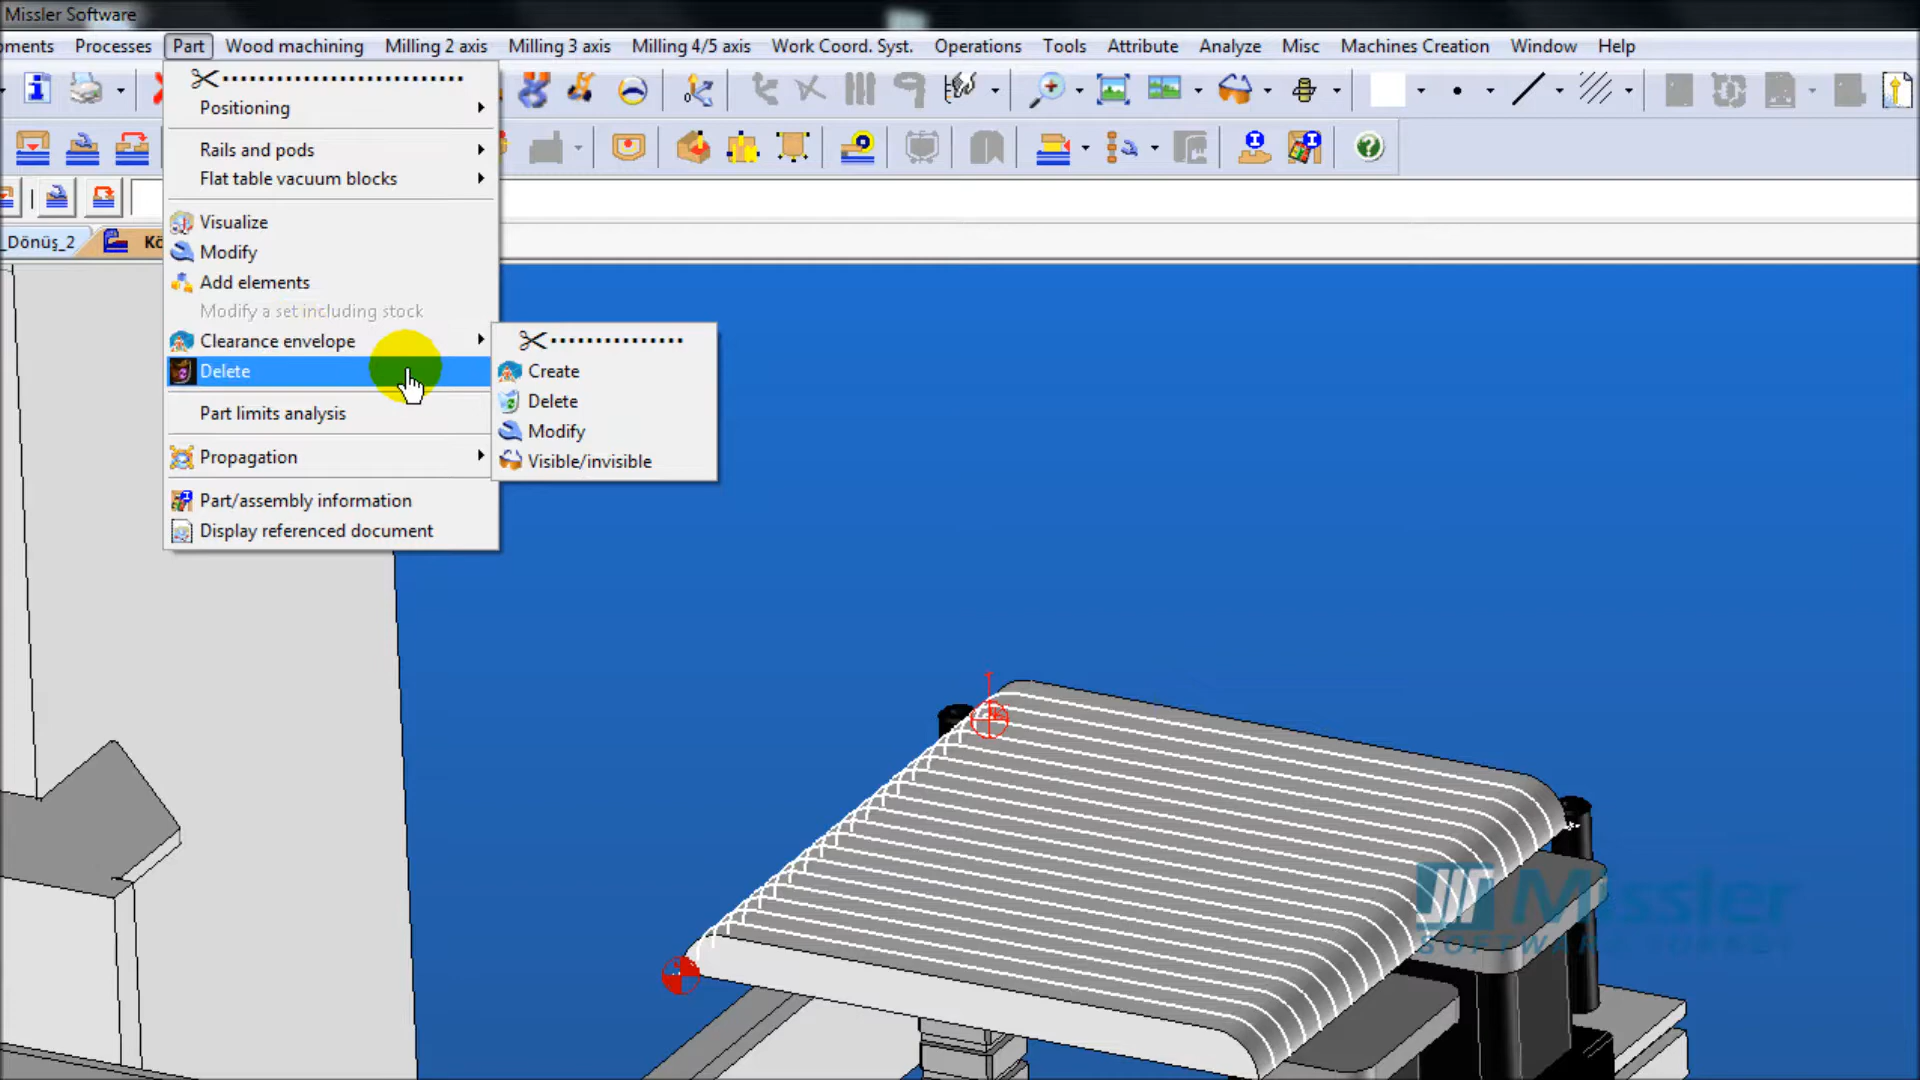 Missler Software
Processes Part Wood machining Milling 2 axis Milling 3 axis Milling 4/5 axis Work Coord. Syst. Operations Tools Attribute Analyze Misc Machines Creation Window Help
Positioning
Rails and pods
Flat table vacuum blocks
_Dönüş_2
Visualize
Modify
Add elements
Modify a set including stock
Clearance envelope
Delete
Part limits analysis
Propagation
Part/assembly information
Display referenced document
Create
Delete
Modify
Visible/invisible
Missler
SOFTWARE